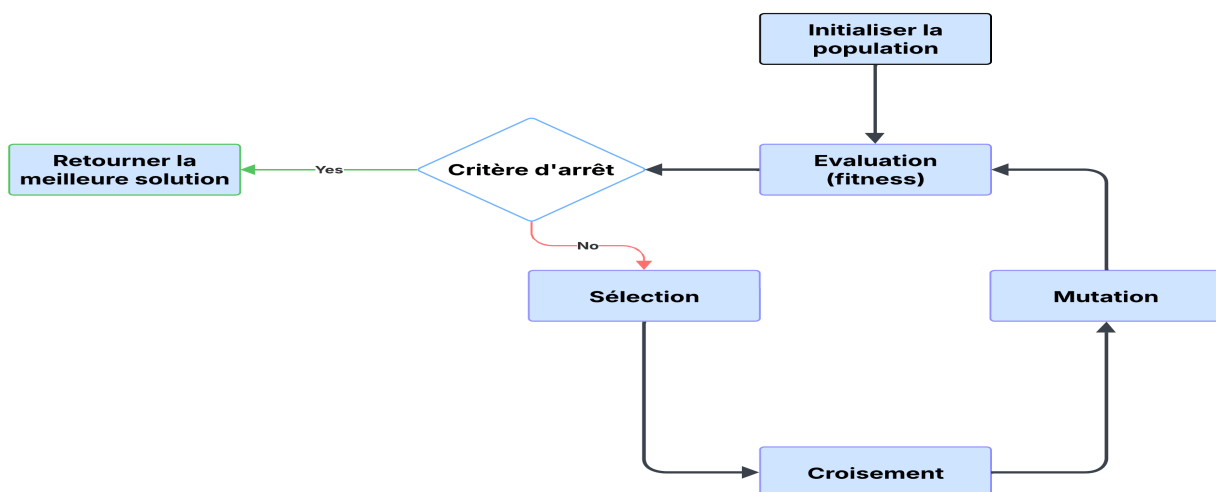 Initialiser la
population
Retourner la
meilleure solution
Yes
Critère d'arrêt
Evaluation
(fitness)
No
Sélection
Mutation
Croisement